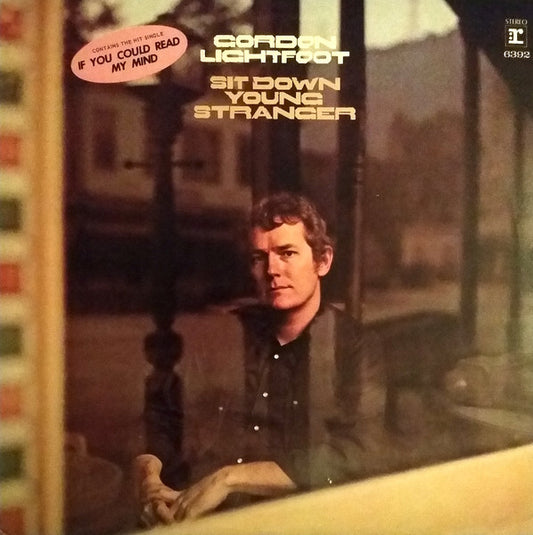 CONTAINS THE HIT SINGLE
IF YOU COULD READ
MY MIND
GORDON
LIGHTFOOT
SIT DOWN
YOUNG
STRANGER
STEREO
r
6392